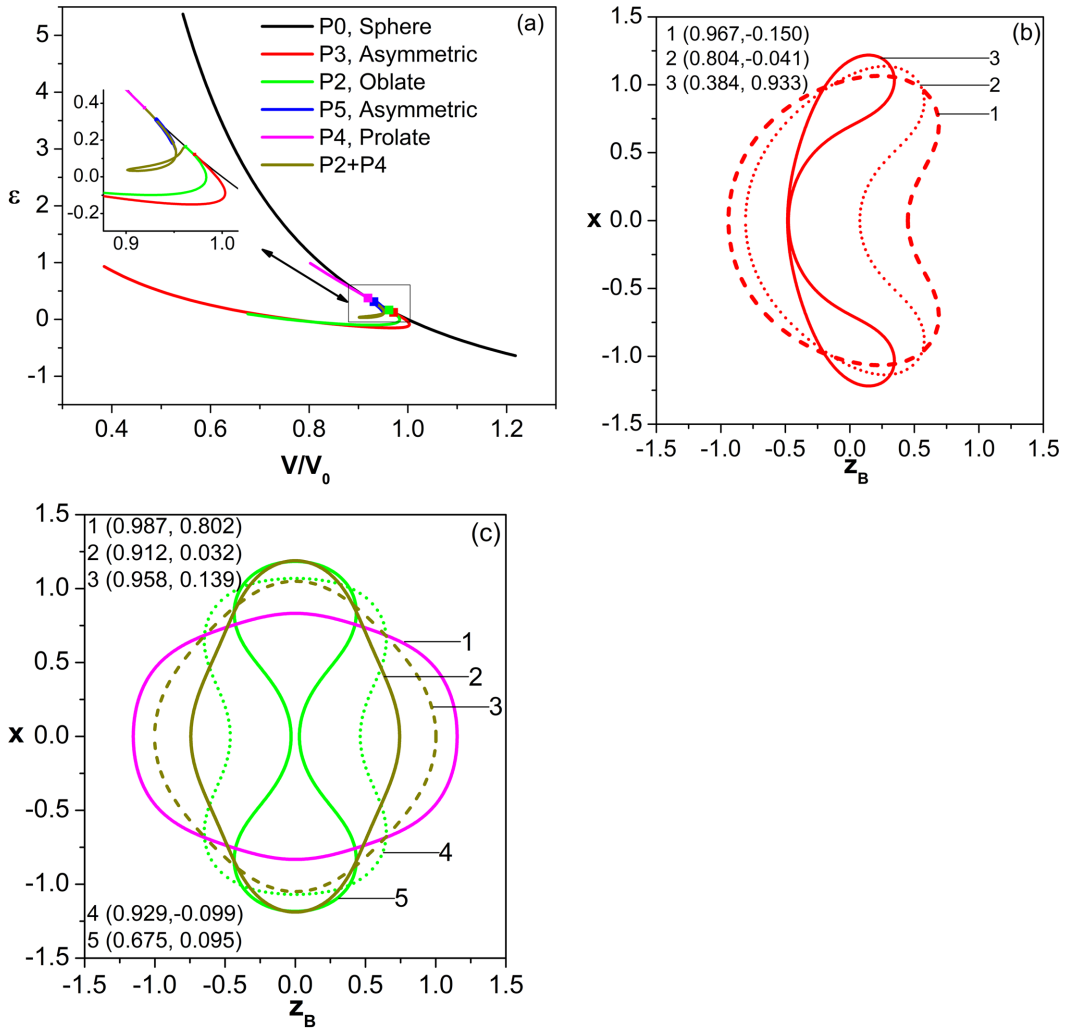 (a)
P0, Sphere
P3, Asymmetric
P2, Oblate
P5, Asymmetric
P4, Prolate
P2+P4
5
4
3
2
1
0
-1
ε
0.4
0.2
0.0
-0.2
0.9 1.0
0.4 0.6 0.8 1.0 1.2
V/V0
(b)
1 (0.967,-0.150)
2 (0.804,-0.041)
3 (0.384, 0.933)
3
2
1
1.5
1.0
0.5
0.0
-0.5
-1.0
-1.5
x
-1.5 -1.0 -0.5 0.0 0.5 1.0 1.5
zB
(c)
1 (0.987, 0.802)
2 (0.912, 0.032)
3 (0.958, 0.139)
1
2
3
4
5
4 (0.929,-0.099)
5 (0.675, 0.095)
1.5
1.0
0.5
0.0
-0.5
-1.0
-1.5
x
-1.5 -1.0 -0.5 0.0 0.5 1.0 1.5
zB